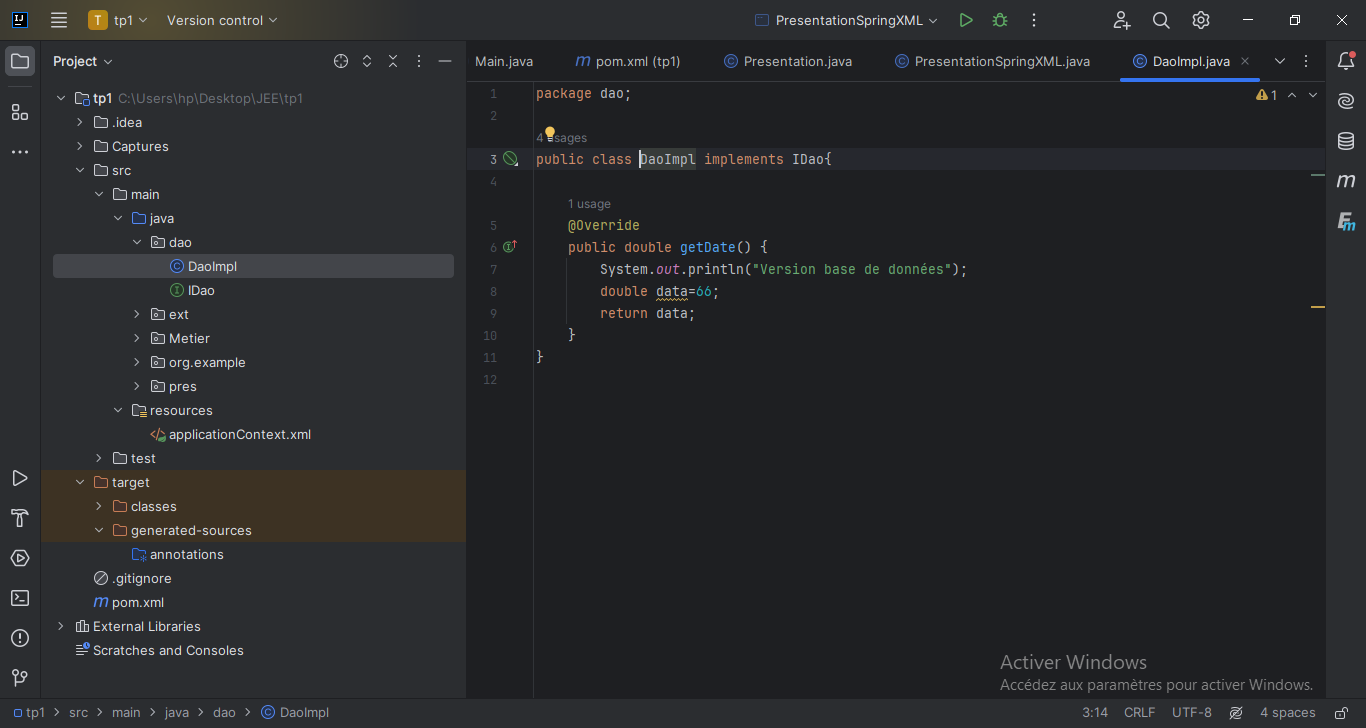 T tp1 Version control PresentationSpringXML
Project
Main.java m pom.xml (tp1) Presentation.java PresentationSpringXML.java DaoImpl.java
tp1 C:\Users\hp\Desktop\JEE\tp1
.idea
Captures
src
main
java
dao
DaoImpl
IDao
ext
Metier
org.example
pres
resources
applicationContext.xml
test
target
classes
generated-sources
annotations
.gitignore
m pom.xml
External Libraries
Scratches and Consoles
1 package dao;
1
2
4 usages
3 public class DaoImpl implements IDao{
4
1 usage
5 @Override
6 public double getDate() {
7 System.out.println("Version base de données");
8 double data=66;
9 return data;
10 }
11 }
12
Activer Windows
Accédez aux paramètres pour activer Windows.
tp1 > src > main > java > dao > DaoImpl 3:14 CRLF UTF-8 4 spaces